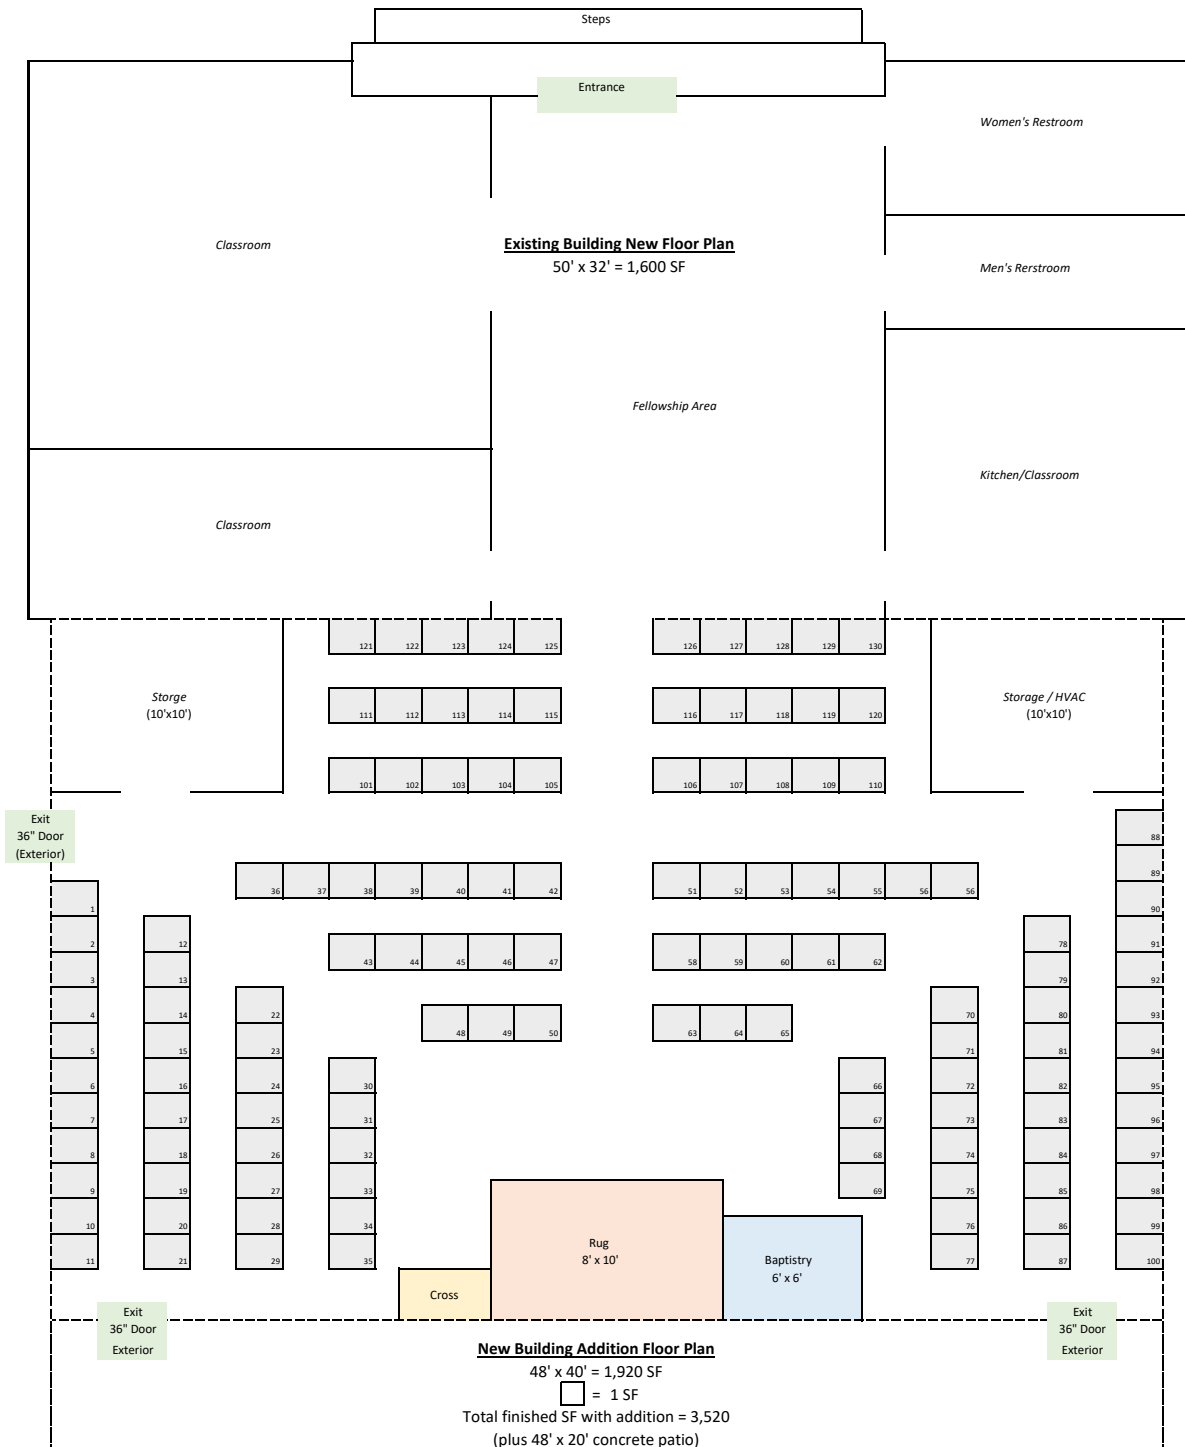 Steps
Entrance
Women's Restroom
Classroom
Existing Building New Floor Plan
50' x 32' = 1,600 SF
Men's Rerstroom
Fellowship Area
Kitchen/Classroom
Classroom
121 122 123 124 125 126 127 128 129 130
Storge
(10'x10')
Storage / HVAC
(10'x10')
111 112 113 114 115 116 117 118 119 120
101 102 103 104 105 106 107 108 109 110
Exit
36" Door
(Exterior)
88
89
36 37 38 39 40 41 42 51 52 53 54 55 56 56
1 90
2 12 78 91
43 44 45 46 47 58 59 60 61 62
3 13 79 92
4 14 22 70 80 93
48 49 50 63 64 65
5 15 23 71 81 94
6 16 24 30 66 72 82 95
7 17 25 31 67 73 83 96
8 18 26 32 68 74 84 97
9 19 27 33 69 75 85 98
10 20 28 34 76 86 99
11 21 29 35 77 87 100
Rug
8' x 10'
Baptistry
6' x 6'
Cross
Exit
36" Door
Exterior
Exit
36" Door
Exterior
New Building Addition Floor Plan
48' x 40' = 1,920 SF
= 1 SF
Total finished SF with addition = 3,520
(plus 48' x 20' concrete patio)